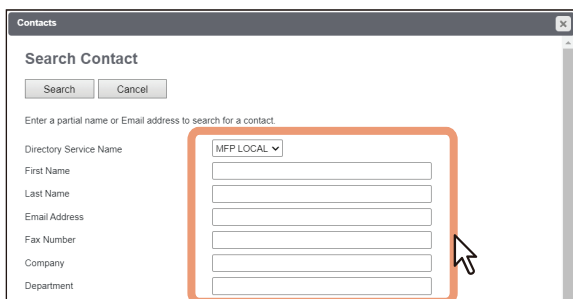 Contacts
Search Contact
Search Cancel
Enter a partial name or Email address to search for a contact.
Directory Service Name MFP LOCAL
First Name
Last Name
Email Address
Fax Number
Company
Department